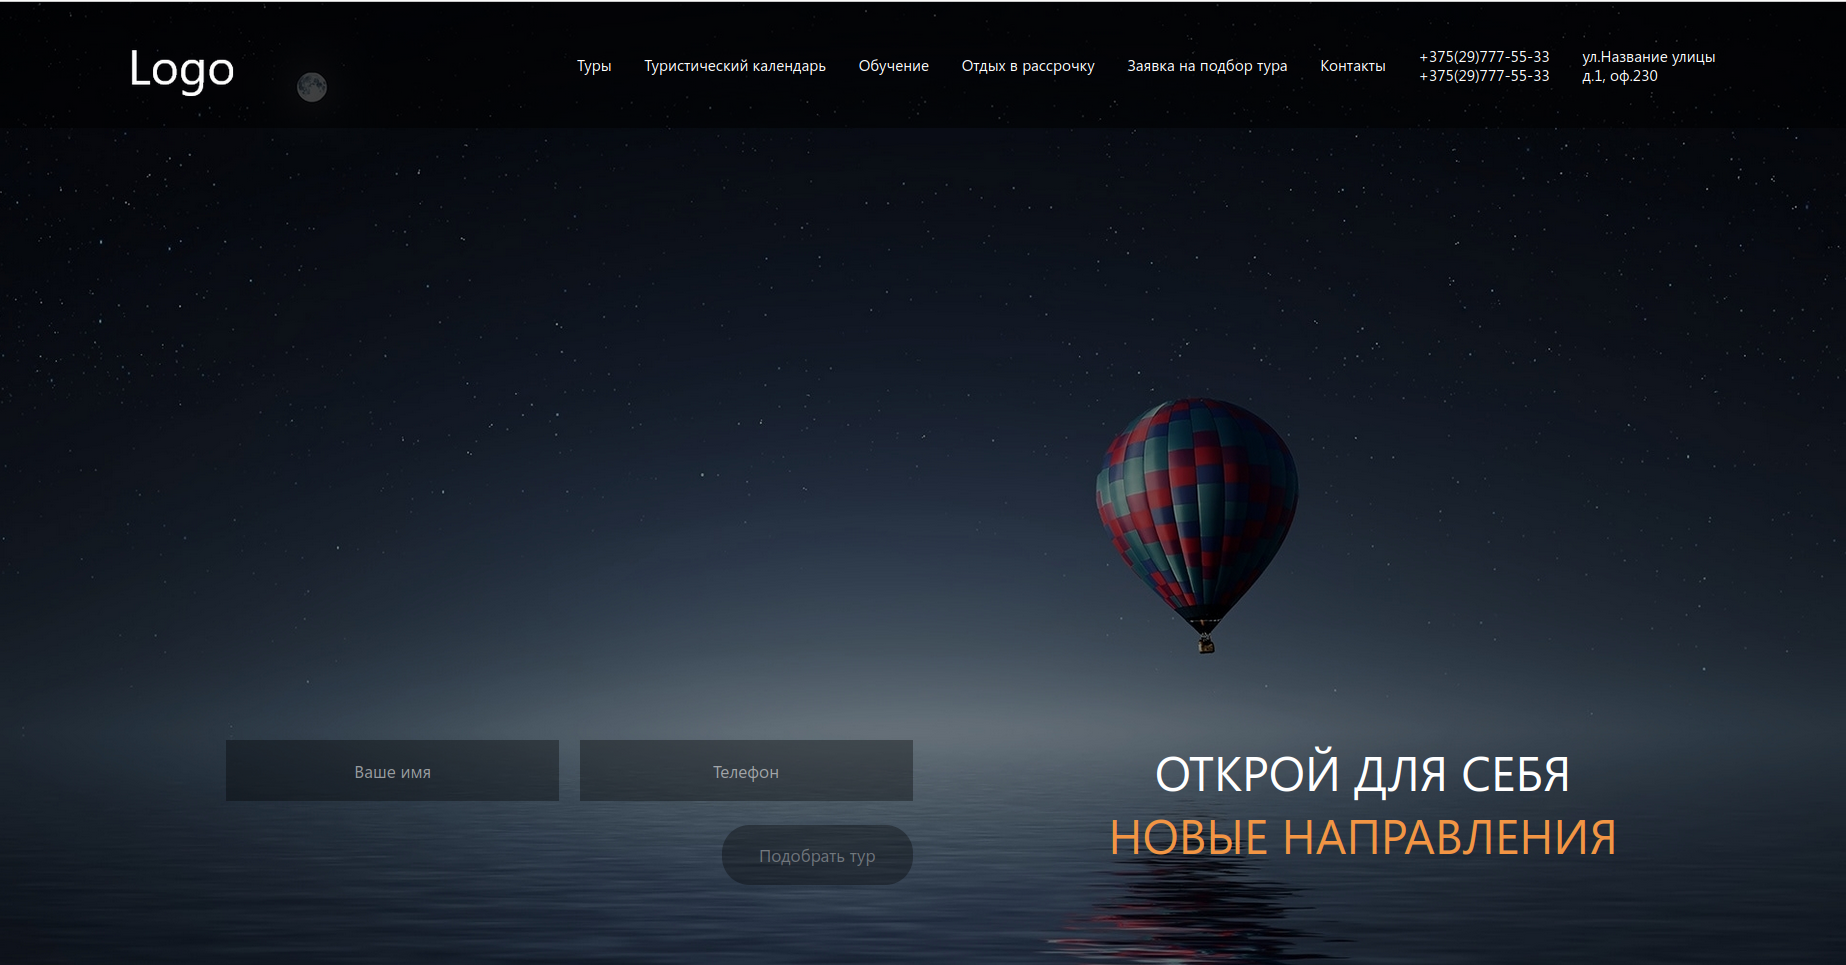 Logo
Туры
Туристический календарь
Обучение
Отдых в рассрочку
Заявка на подбор тура
Контакты
+375(29)777-55-33
+375(29)777-55-33
ул.Название улицы
д.1, оф.230
Ваше имя
Телефон
Подобрать тур
ОТКРОЙ ДЛЯ СЕБЯ
НОВЫЕ НАПРАВЛЕНИЯ